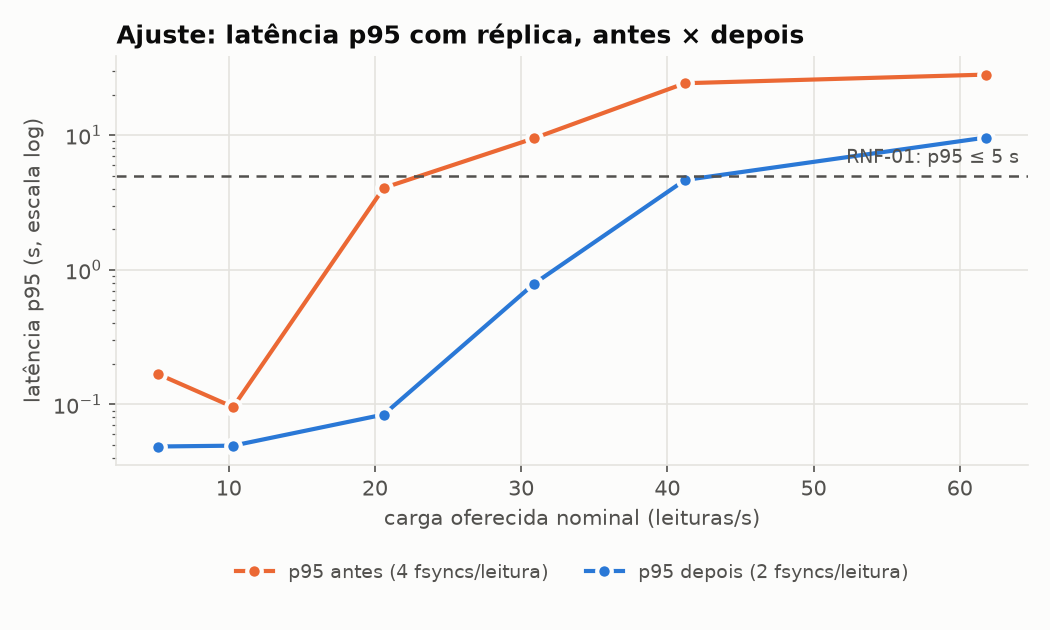 Ajuste: latência p95 com réplica, antes × depois
latência p95 (s, escala log)
10¹
10⁰
10⁻¹
RNF-01: p95 ≤ 5 s
10 20 30 40 50 60
carga oferecida nominal (leituras/s)
p95 antes (4 fsyncs/leitura) p95 depois (2 fsyncs/leitura)